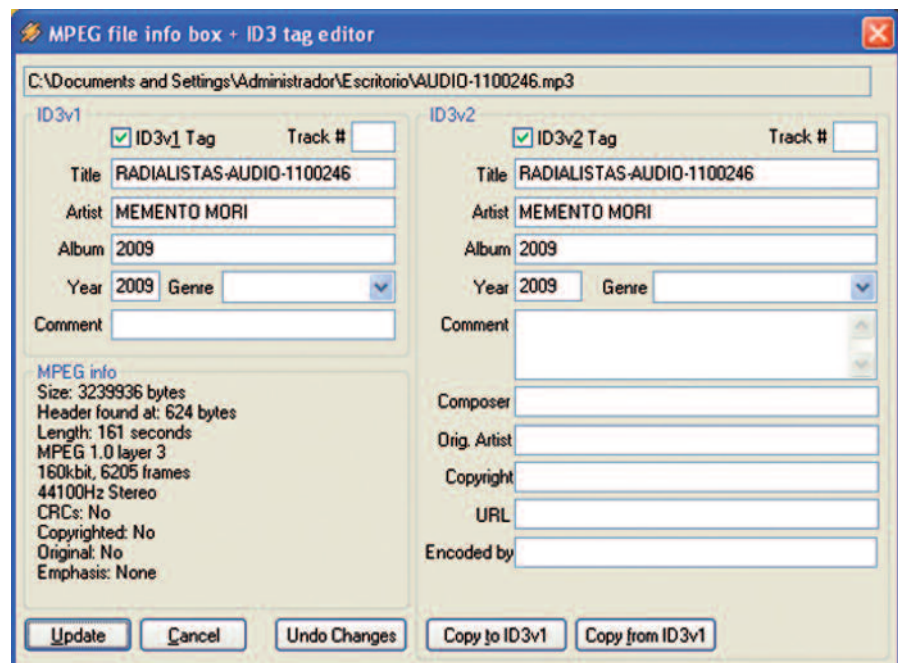 MPEG file info box + ID3 tag editor
C:\Documents and Settings\Administrador\Escritorio\AUDIO-1100246.mp3
ID3v1
ID3v1 Tag Track #
Title RADIALISTAS-AUDIO-1100246
Artist MEMENTO MORI
Album 2009
Year 2009 Genre
Comment
MPEG info
Size: 3239936 bytes
Header found at: 624 bytes
Length: 161 seconds
MPEG 1.0 layer 3
160kbit, 6205 frames
44100Hz Stereo
CRCs: No
Copyrighted: No
Original: No
Emphasis: None
ID3v2
ID3v2 Tag Track #
Title RADIALISTAS-AUDIO-1100246
Artist MEMENTO MORI
Album 2009
Year 2009 Genre
Comment
Composer
Orig. Artist
Copyright
URL
Encoded by
Update Cancel Undo Changes Copy to ID3v1 Copy from ID3v1